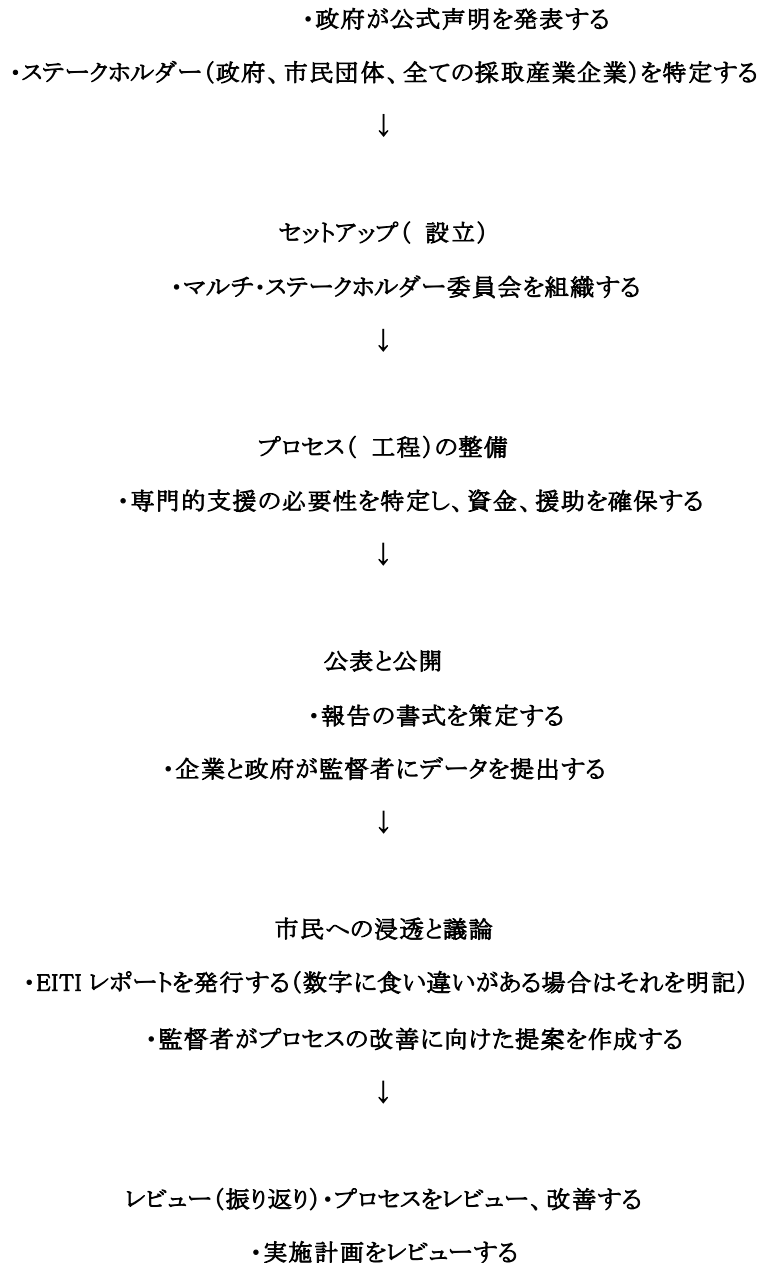 ・政府が公式声明を発表する
・ステークホルダー(政府、市民団体、全ての採取産業企業)を特定する
↓
セットアップ( 設立)
・マルチ・ステークホルダー委員会を組織する
↓
プロセス( 工程)の整備
・専門的支援の必要性を特定し、資金、援助を確保する
↓
公表と公開
・報告の書式を策定する
・企業と政府が監督者にデータを提出する
↓
市民への浸透と議論
・EITI レポートを発行する(数字に食い違いがある場合はそれを明記)
・監督者がプロセスの改善に向けた提案を作成する
↓
レビュー(振り返り)・プロセスをレビュー、改善する
・実施計画をレビューする